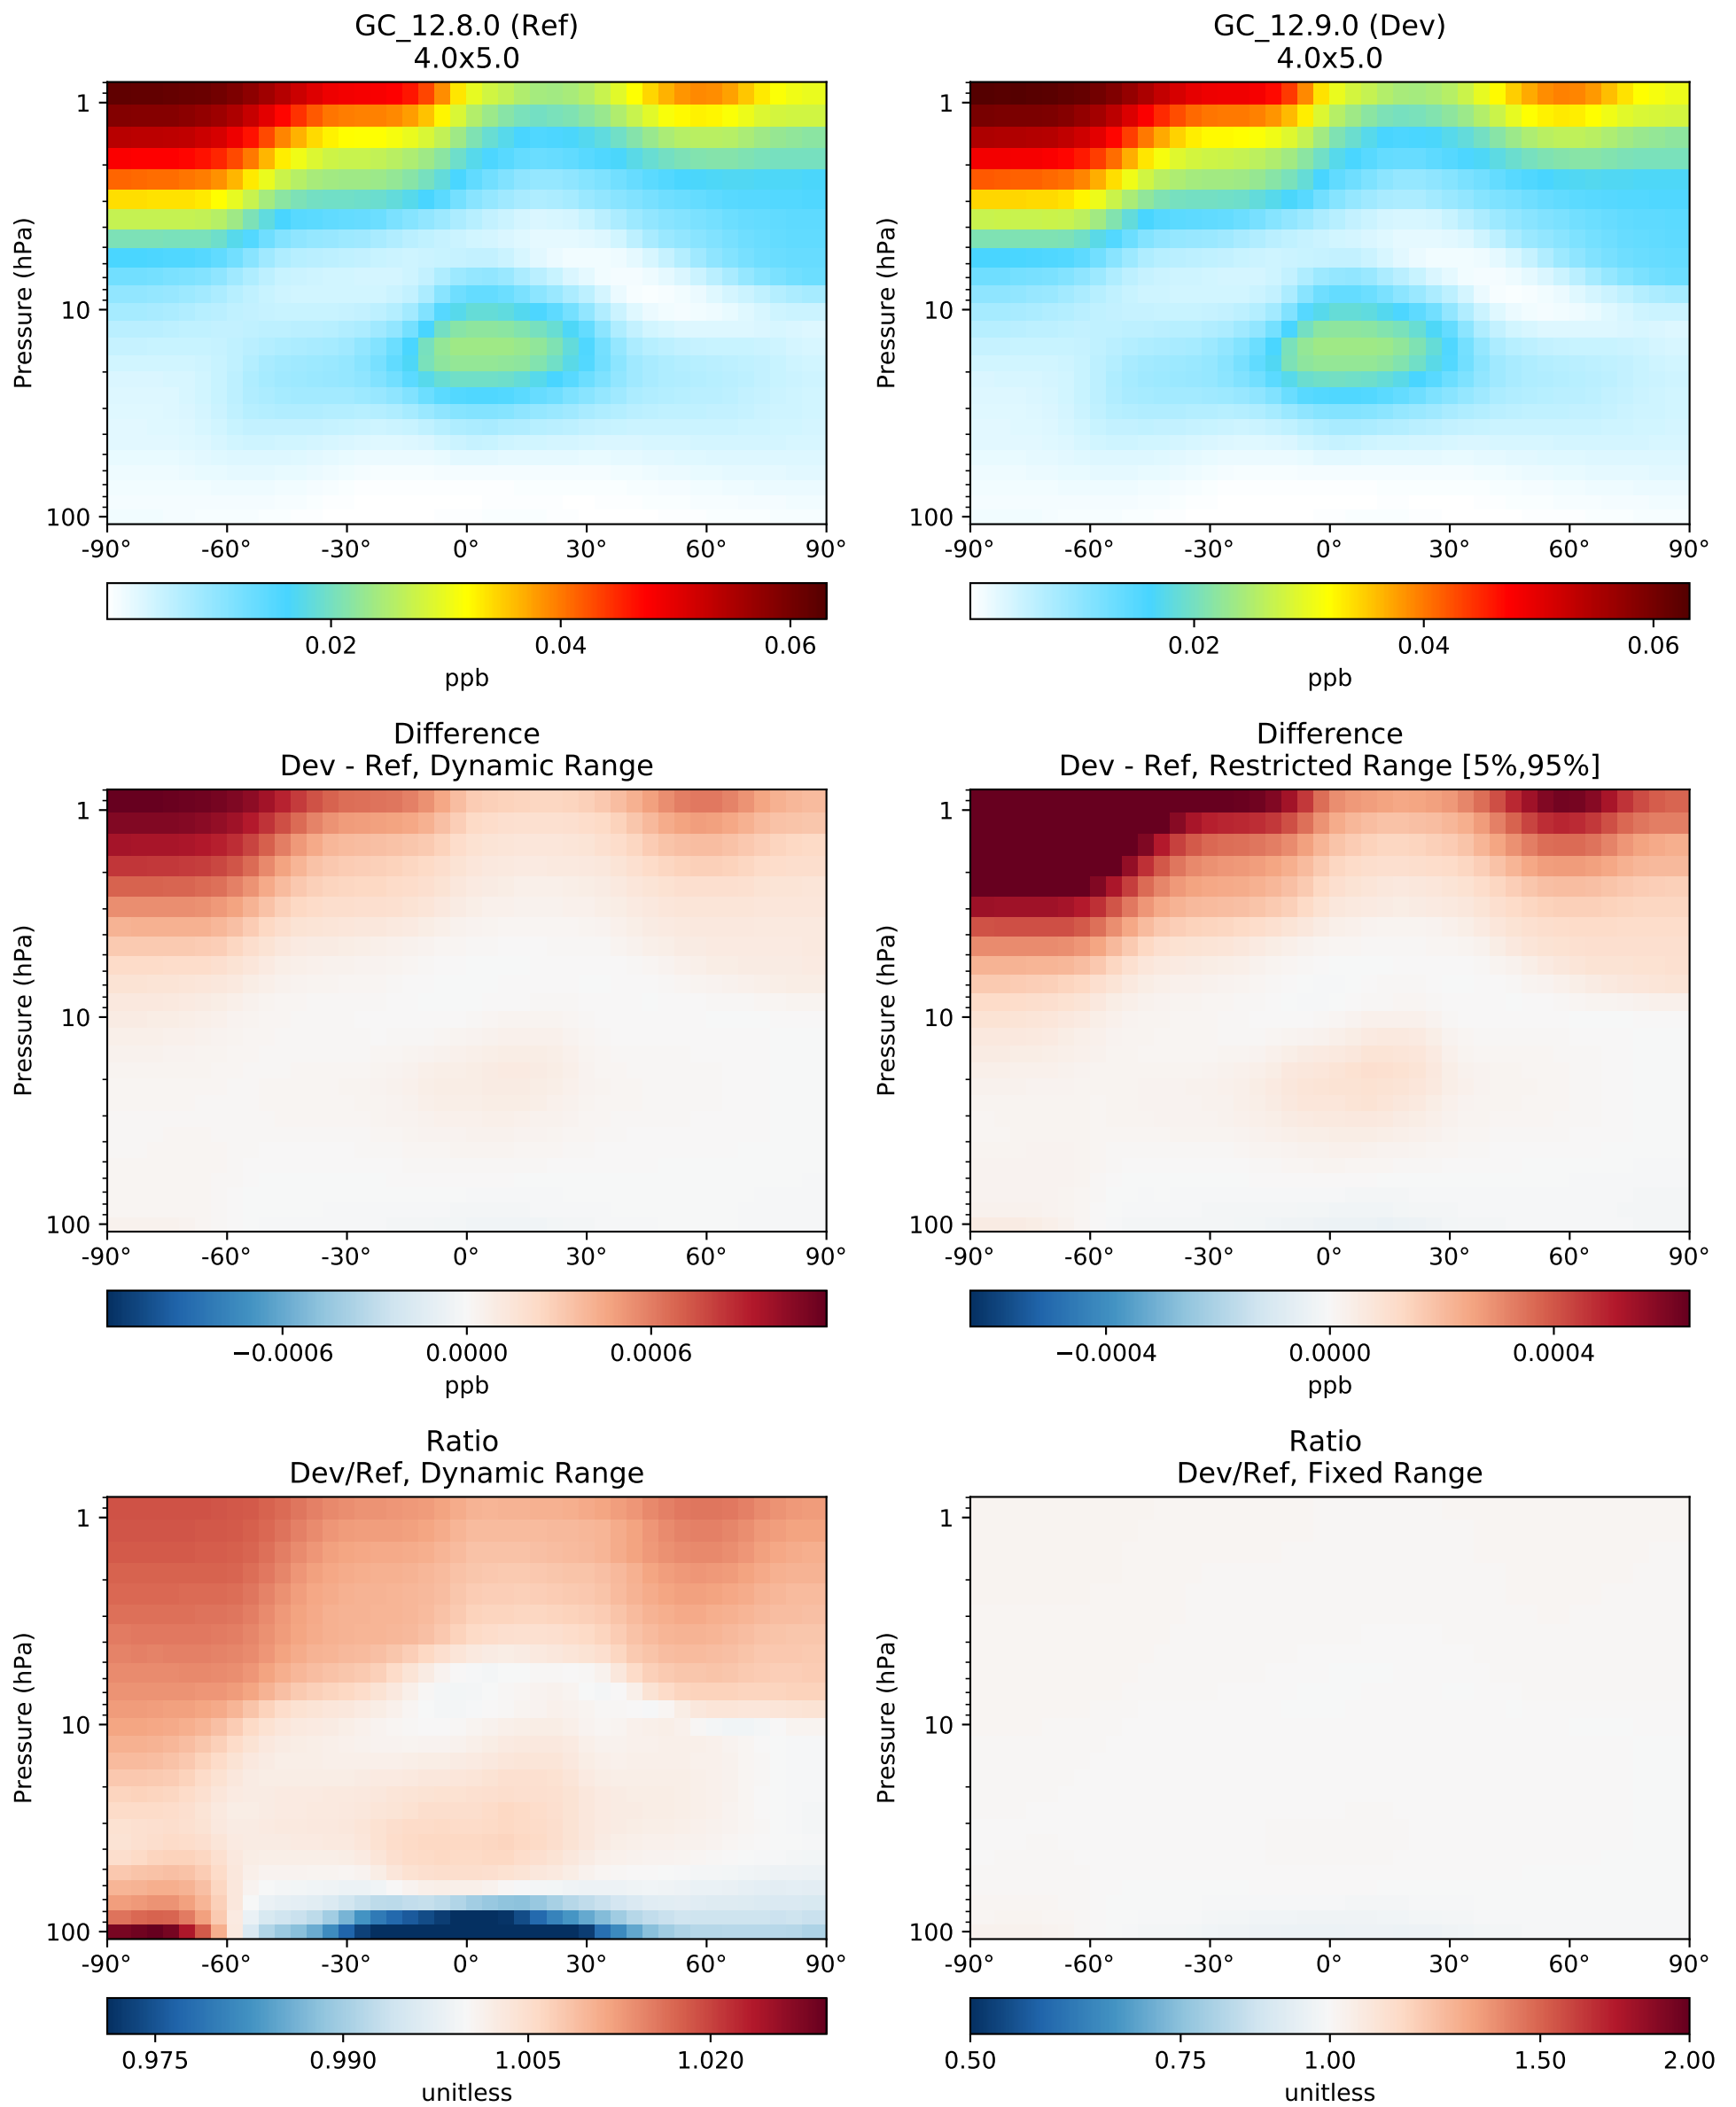 GC_12.8.0 (Ref)
4.0x5.0
Pressure (hPa)
1
10
100
-90° -60° -30° 0° 30° 60° 90°
0.02 0.04 0.06
ppb
GC_12.9.0 (Dev)
4.0x5.0
Pressure (hPa)
1
10
100
-90° -60° -30° 0° 30° 60° 90°
0.02 0.04 0.06
ppb
Difference
Dev - Ref, Dynamic Range
Pressure (hPa)
1
10
100
-90° -60° -30° 0° 30° 60° 90°
−0.0006 0.0000 0.0006
ppb
Difference
Dev - Ref, Restricted Range [5%,95%]
Pressure (hPa)
1
10
100
-90° -60° -30° 0° 30° 60° 90°
−0.0004 0.0000 0.0004
ppb
Ratio
Dev/Ref, Dynamic Range
Pressure (hPa)
1
10
100
-90° -60° -30° 0° 30° 60° 90°
0.975 0.990 1.005 1.020
unitless
Ratio
Dev/Ref, Fixed Range
Pressure (hPa)
1
10
100
-90° -60° -30° 0° 30° 60° 90°
0.50 0.75 1.00 1.50 2.00
unitless